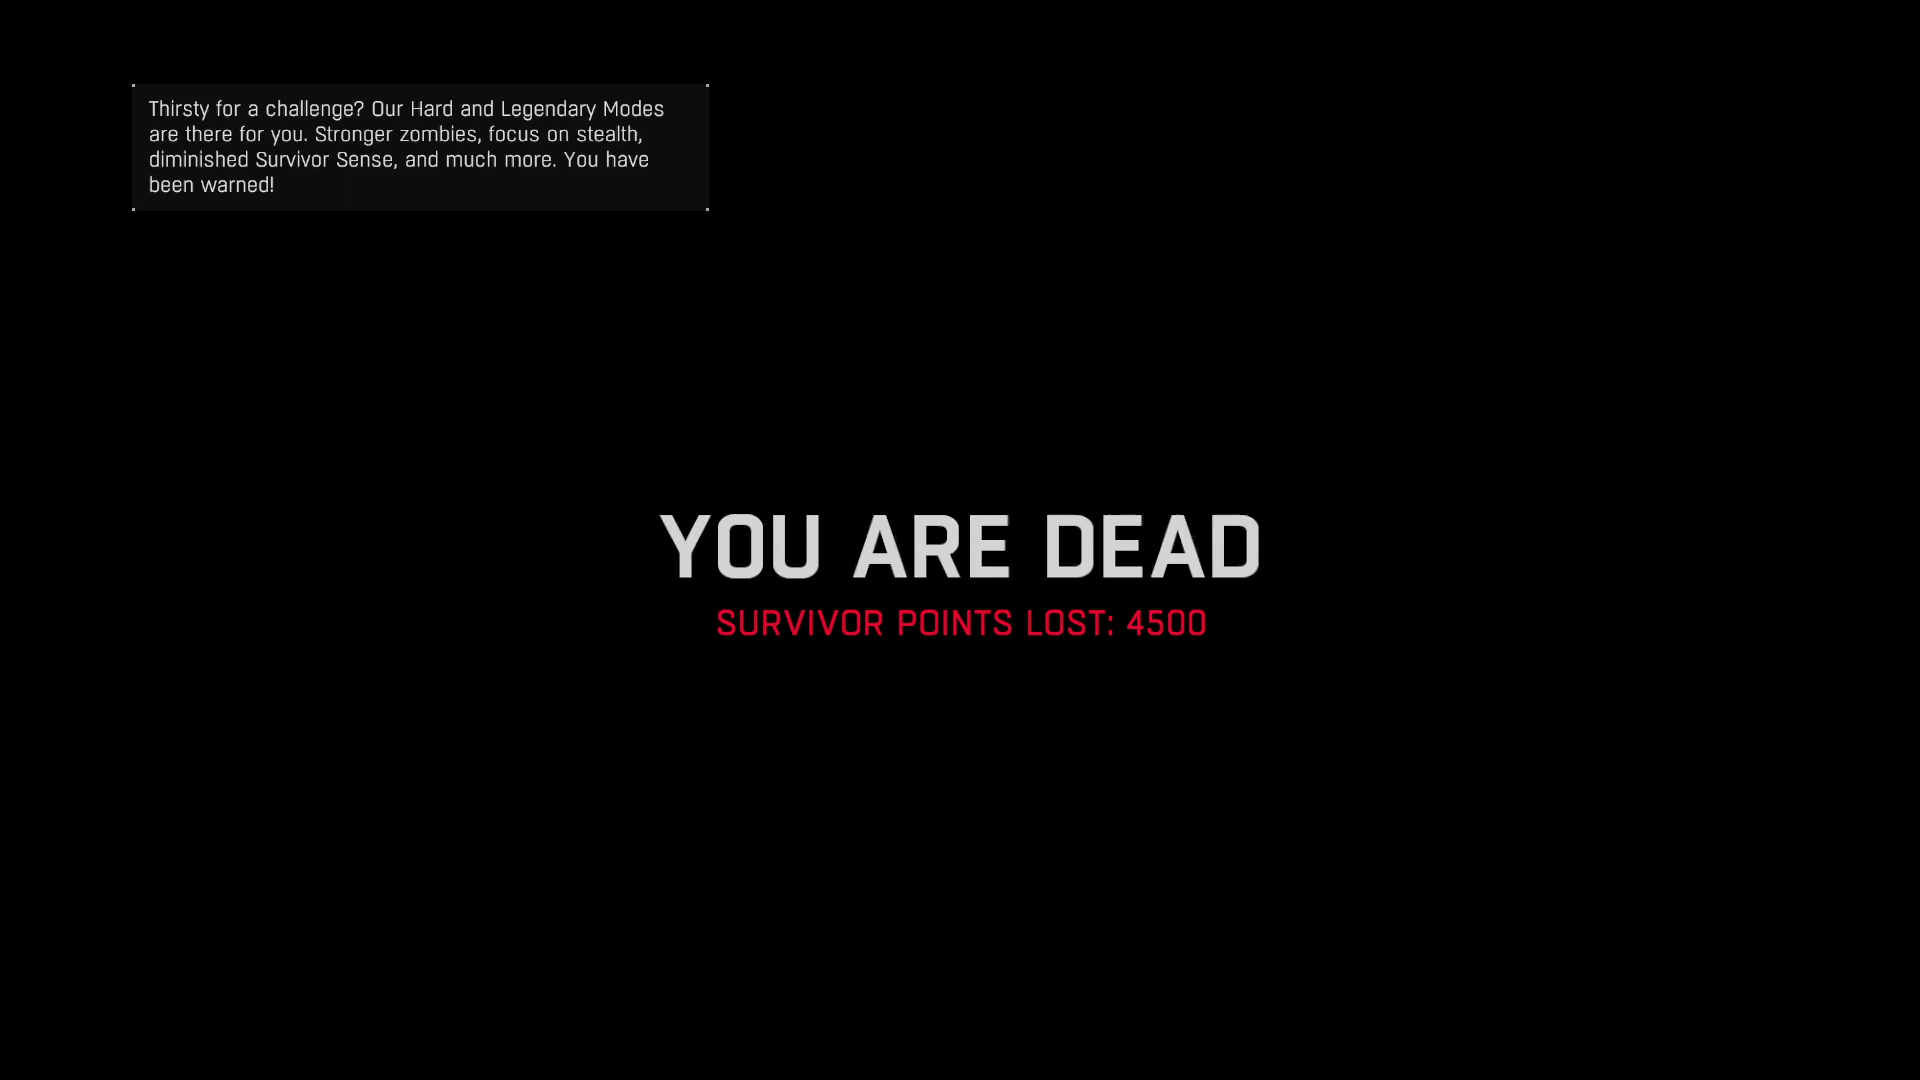 Thirsty for a challenge? Our Hard and Legendary Modes
are there for you. Stronger zombies, focus on stealth,
diminished Survivor Sense, and much more. You have
been warned!
YOU ARE DEAD
SURVIVOR POINTS LOST: 4500